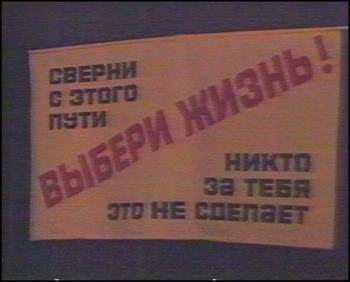 СВЕРНИ
С ЭТОГО
ПУТИ
ВЫБЕРИ ЖИЗНЬ!
НИКТО
ЗА ТЕБЯ
ЭТО НЕ СДЕЛАЕТ